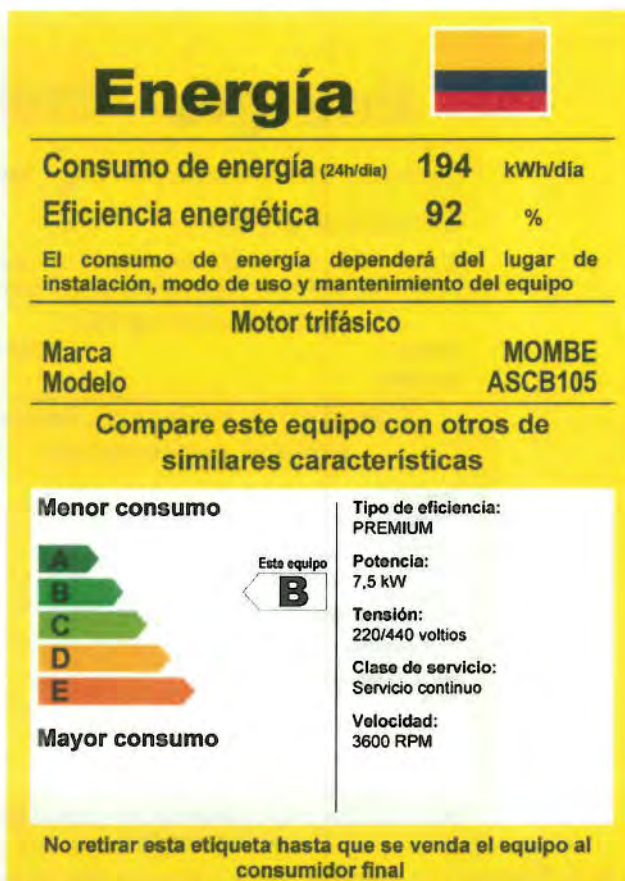 Energía
Consumo de energía (24h/dia) 194 kWh/día
Eficiencia energética 92 %
El consumo de energía dependerá del lugar de
instalación, modo de uso y mantenimiento del equipo
Motor trifásico
Marca MOMBE
Modelo ASCB105
Compare este equipo con otros de
similares características
Menor consumo
A
B
C
D
E
Mayor consumo
Este equipo
B
Tipo de eficiencia:
PREMIUM
Potencia:
7,5 kW
Tensión:
220/440 voltios
Clase de servicio:
Servicio continuo
Velocidad:
3600 RPM
No retirar esta etiqueta hasta que se venda el equipo al
consumidor final